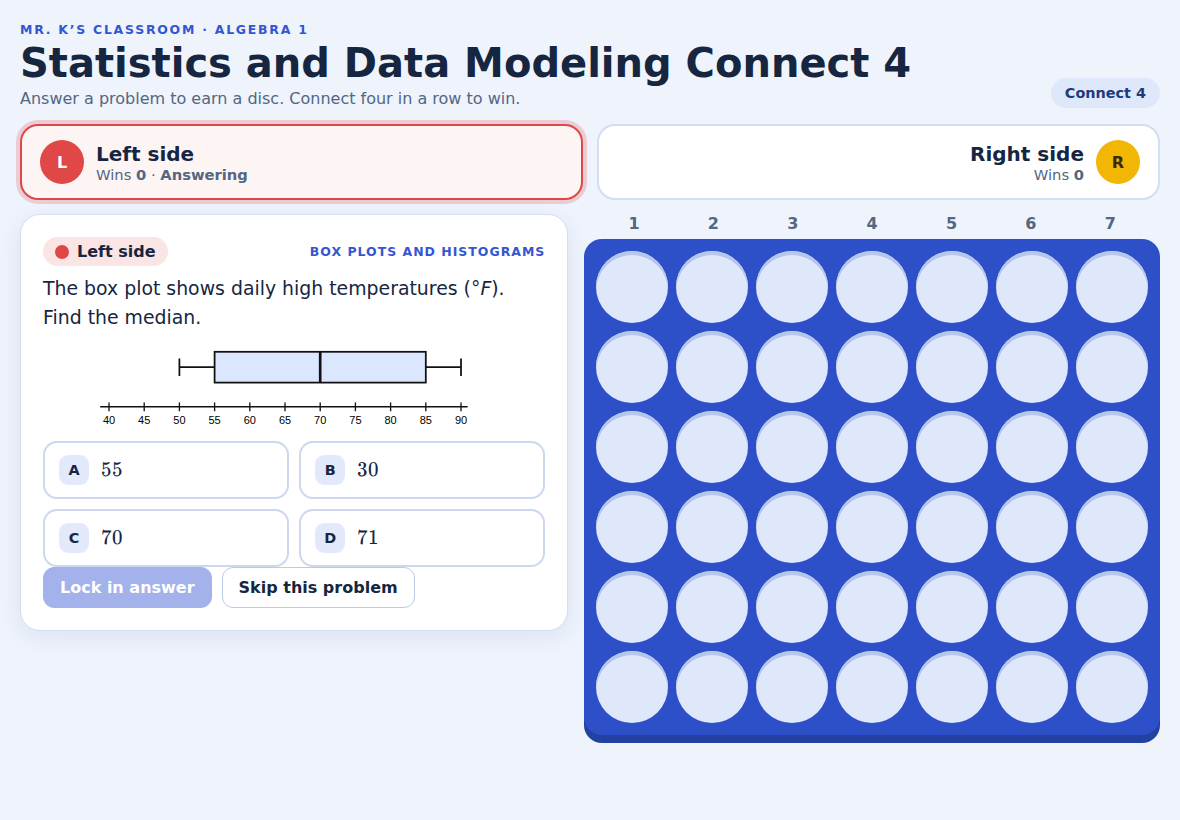 MR. K’S CLASSROOM · ALGEBRA 1
Statistics and Data Modeling Connect 4
Answer a problem to earn a disc. Connect four in a row to win.
Connect 4
L
Left side
Wins 0 · Answering
Right side
Wins 0
R
Left side
BOX PLOTS AND HISTOGRAMS
The box plot shows daily high temperatures (°F).
Find the median.
40 45 50 55 60 65 70 75 80 85 90
A 55
B 30
C 70
D 71
Lock in answer
Skip this problem
1 2 3 4 5 6 7